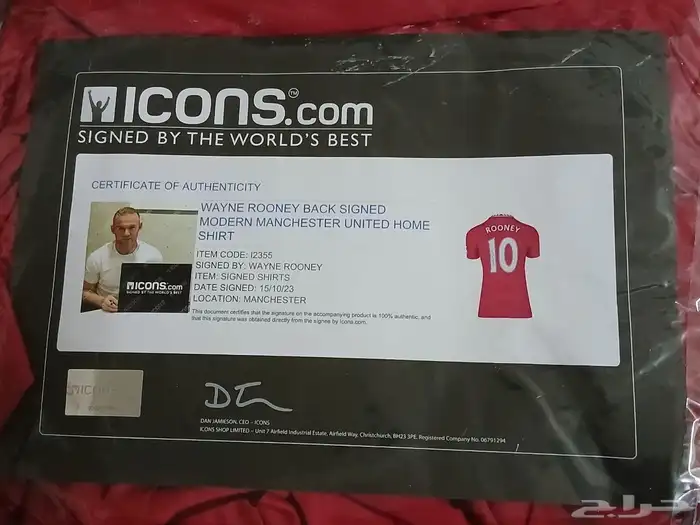 ICONS.com™
SIGNED BY THE WORLD'S BEST
CERTIFICATE OF AUTHENTICITY
WAYNE ROONEY BACK SIGNED
MODERN MANCHESTER UNITED HOME
SHIRT
ITEM CODE: I2355
SIGNED BY: WAYNE ROONEY
ITEM: SIGNED SHIRTS
DATE SIGNED: 15/10/23
LOCATION: MANCHESTER
This document certifies that the signature on the accompanying product is 100% authentic, and
that this signature was obtained directly from the signee by icons.com.
ICONS.com
SIGNED BY THE WORLD'S BEST
ROONEY
10
ICONS
DAN JAMIESON, CEO – ICONS
ICONS SHOP LIMITED – Unit 7 Airfield Industrial Estate, Airfield Way, Christchurch, BH23 3PE. Registered Company No. 06791294
حراج